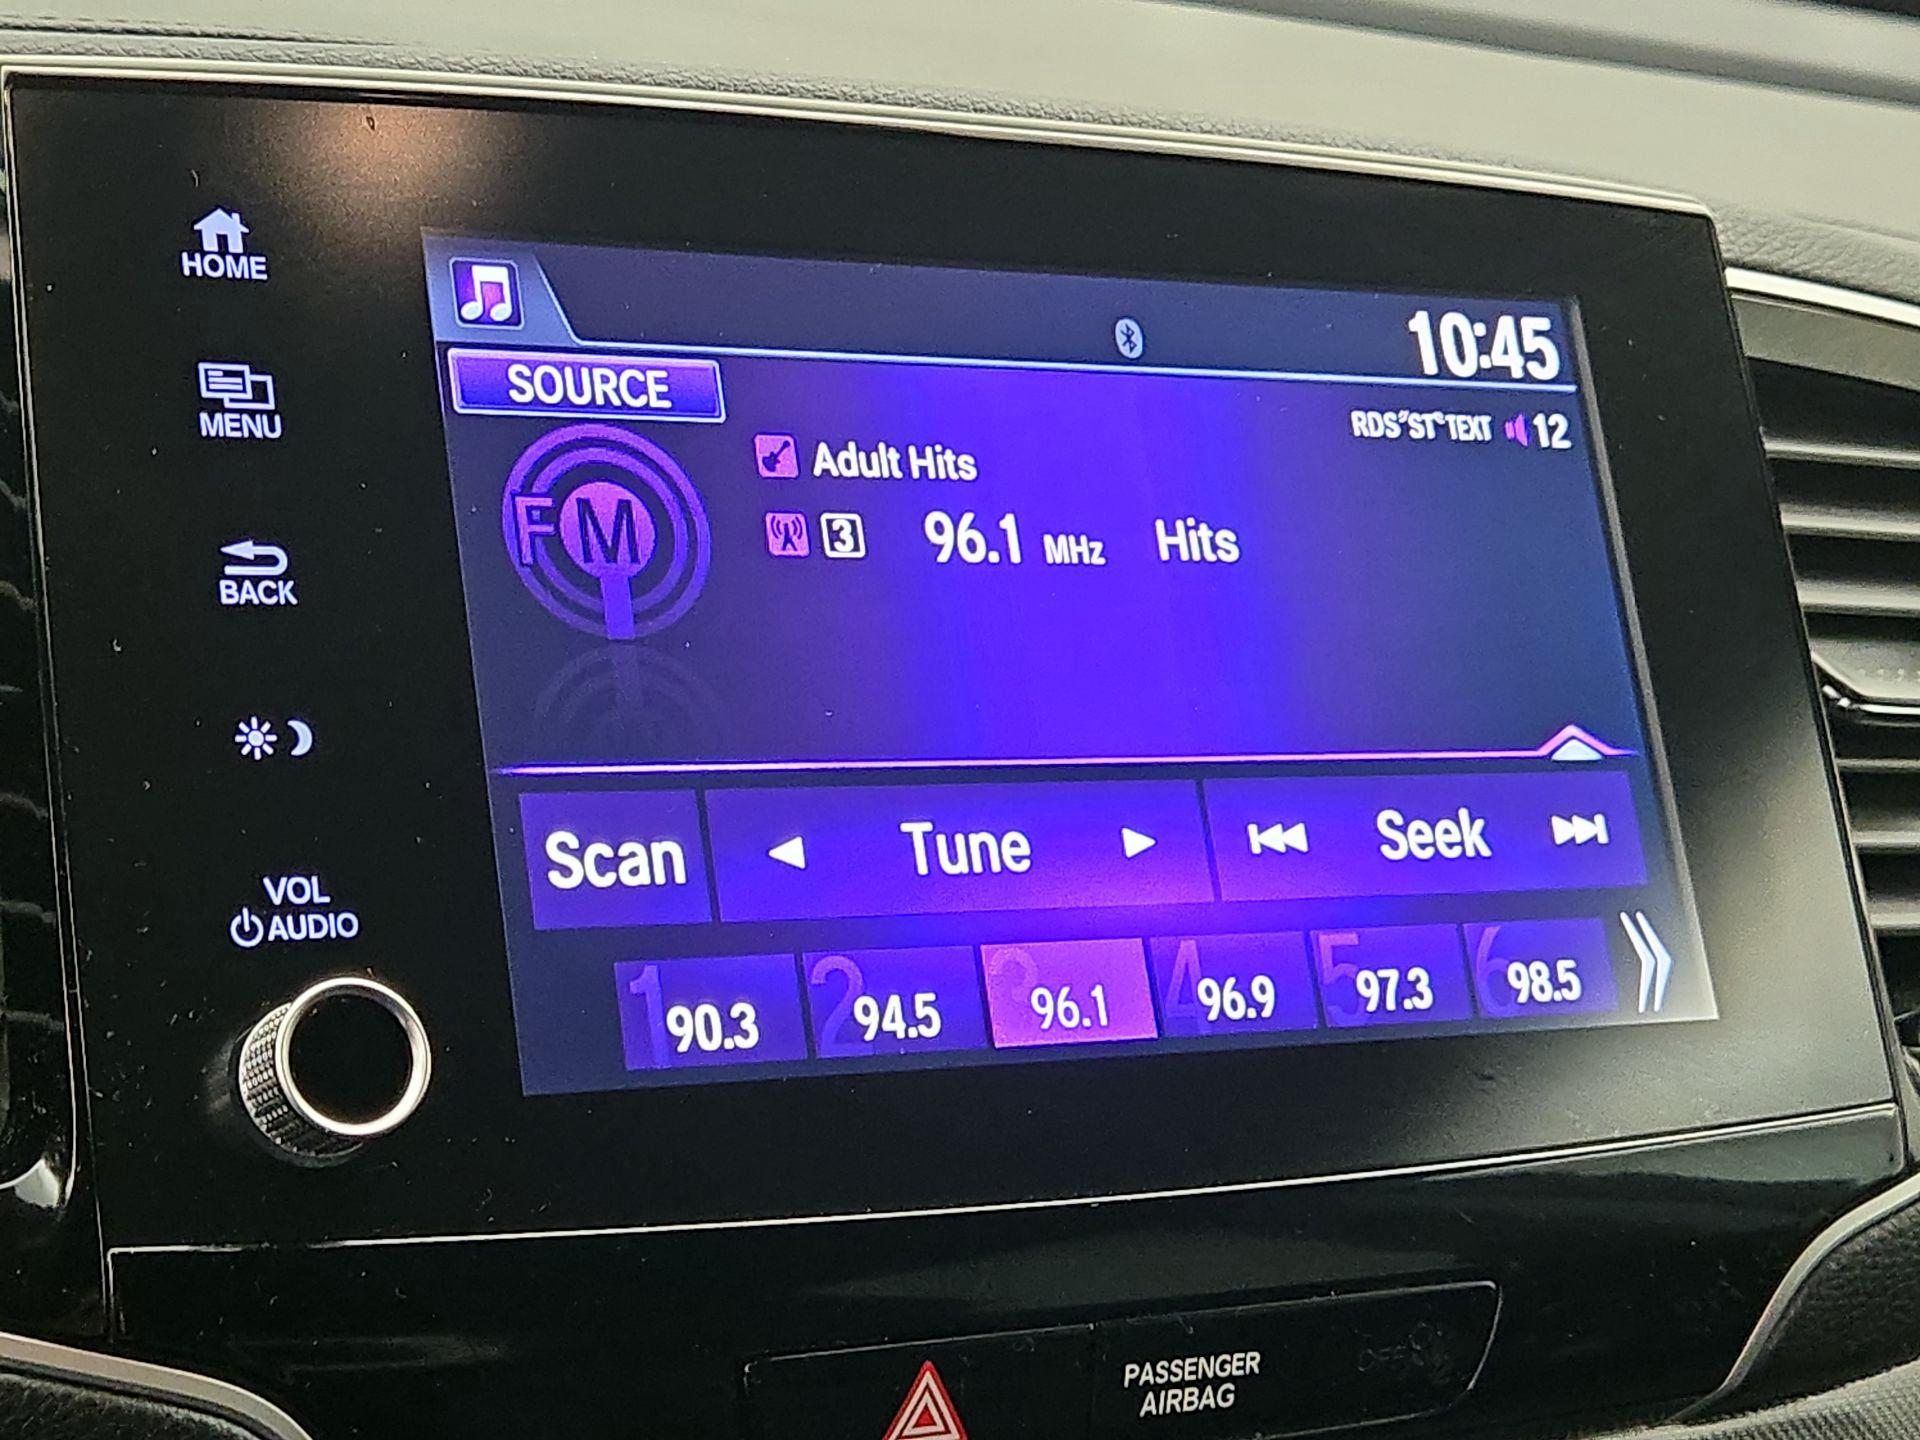 HOME
MENU
BACK
VOL
AUDIO
10:45
SOURCE
RDS ST TEXT 12
FM
Adult Hits
3 96.1 MHz Hits
Scan Tune Seek
1 90.3 2 94.5 3 96.1 4 96.9 5 97.3 6 98.5
PASSENGER
AIRBAG
OFF